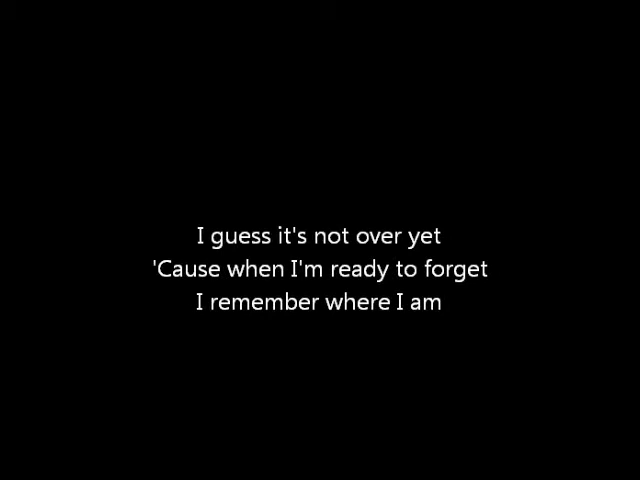 I guess it's not over yet
'Cause when I'm ready to forget
I remember where I am